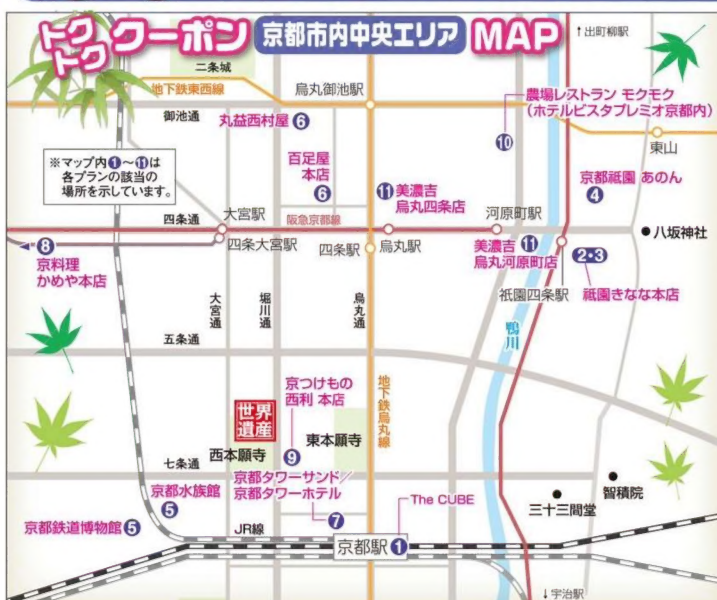 トクトク クーポン 京都市内中央エリア MAP
↑出町柳駅
二条城
地下鉄東西線
烏丸御池駅
御池通
丸益西村屋 6
農場レストラン モクモク
(ホテルビスタプレミオ京都内)
10
東山
※マップ内1～11は
各プランの該当の
場所を示しています。
百足屋
本店
6
11 美濃吉
烏丸四条店
京都祇園 あのん
4
四条通
大宮駅
阪急京都線
河原町駅
8
京料理
かめや本店
四条大宮駅
四条駅
烏丸駅
美濃吉 11
烏丸河原町店
八坂神社
2・3
祇園四条駅
祇園きなな本店
大宮通
堀川通
烏丸通
鴨川
五条通
京つけもの
西利 本店
地下鉄烏丸線
世界
遺産
西本願寺
東本願寺
9
七条通
京都水族館
5
京都タワーサンド/
京都タワーホテル
7
The CUBE
智積院
三十三間堂
京都鉄道博物館 5
JR線
京都駅 1
↓宇治駅